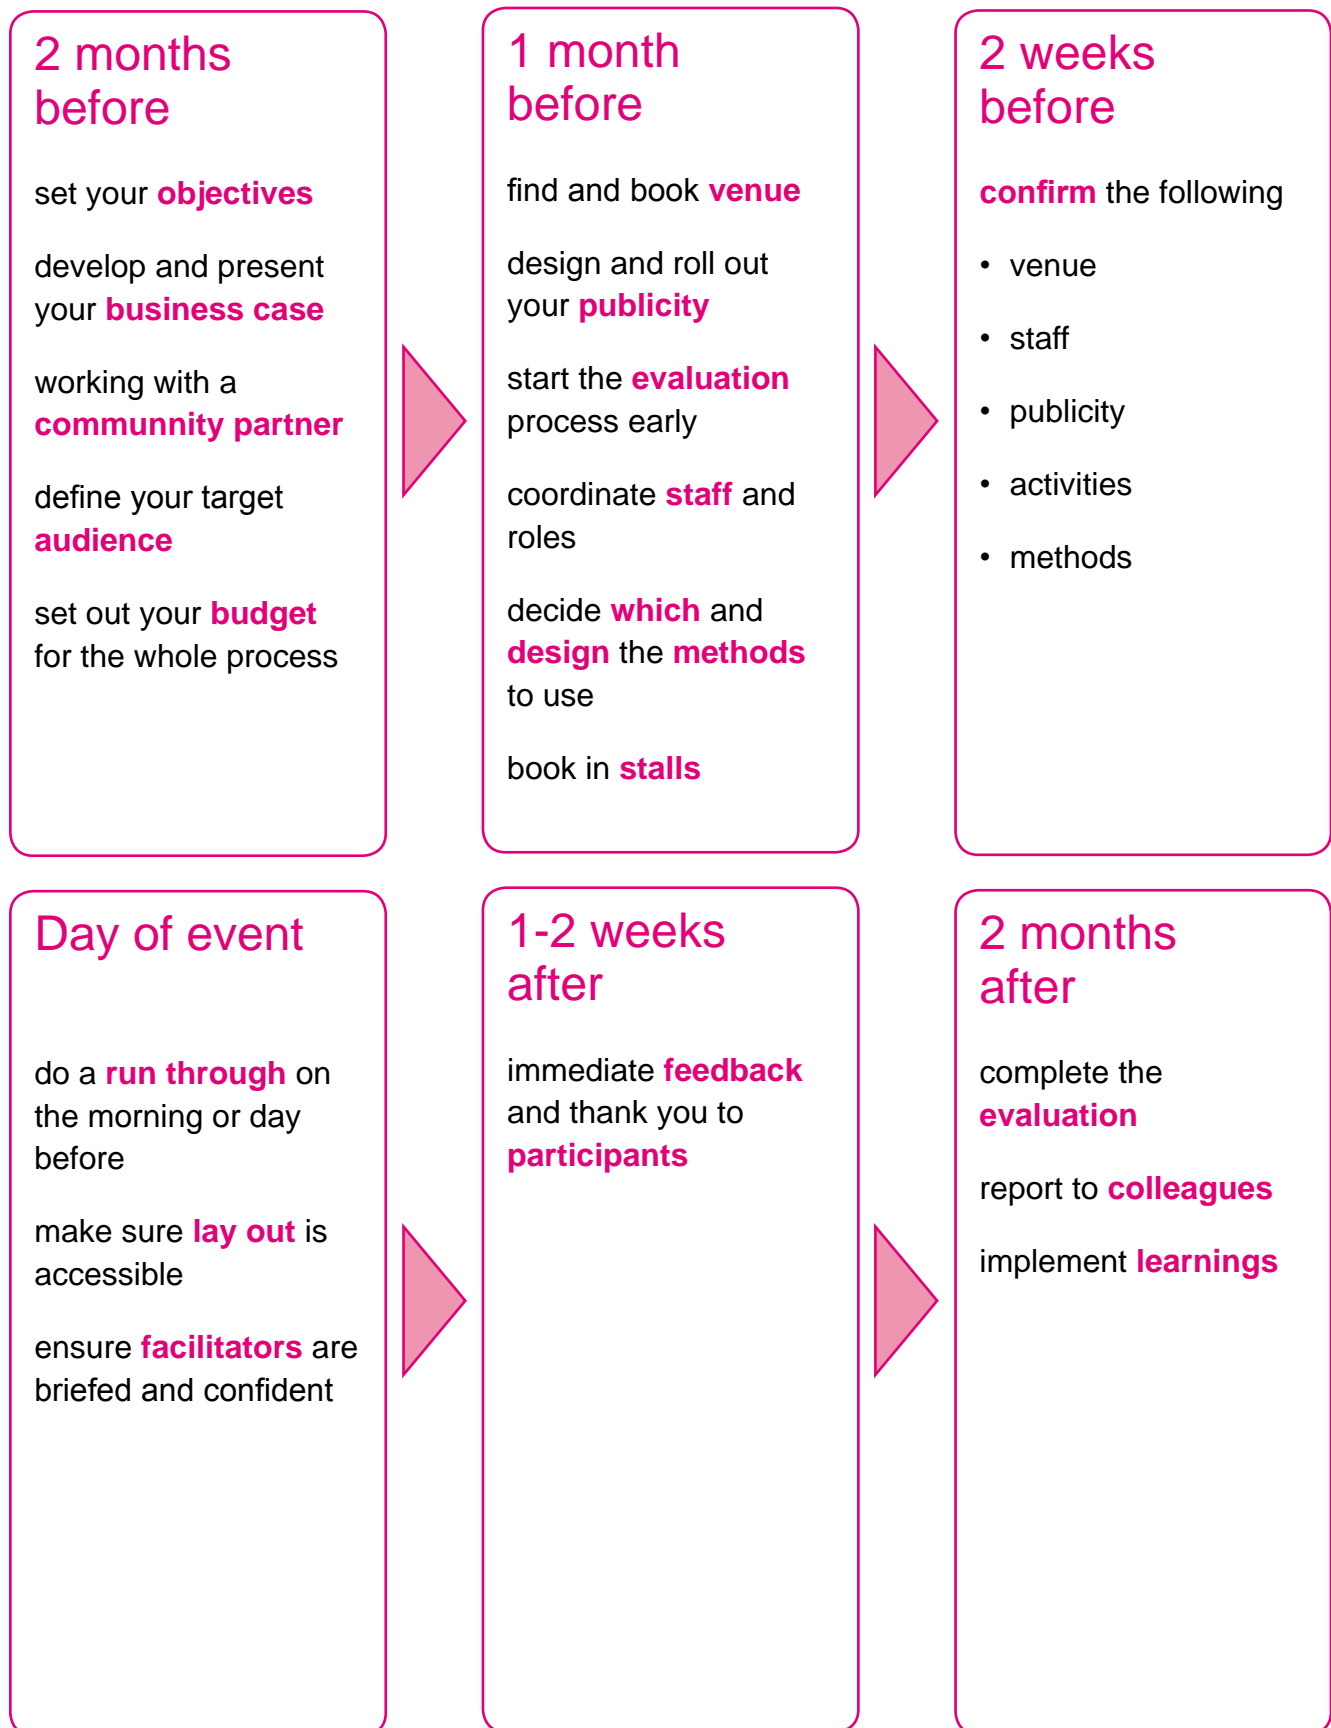 2 months
before
set your objectives
develop and present
your business case
working with a
communnity partner
define your target
audience
set out your budget
for the whole process
1 month
before
find and book venue
design and roll out
your publicity
start the evaluation
process early
coordinate staff and
roles
decide which and
design the methods
to use
book in stalls
2 weeks
before
confirm the following
• venue
• staff
• publicity
• activities
• methods
Day of event
do a run through on
the morning or day
before
make sure lay out is
accessible
ensure facilitators are
briefed and confident
1-2 weeks
after
immediate feedback
and thank you to
participants
2 months
after
complete the
evaluation
report to colleagues
implement learnings